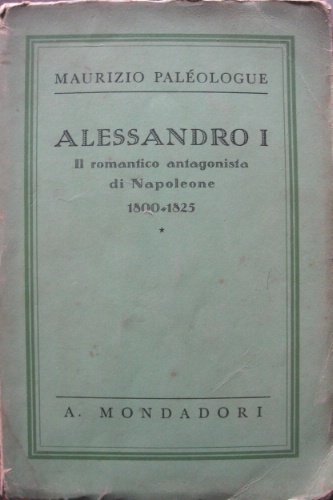 MAURIZIO PALÉOLOGUE
ALESSANDRO I
Il romantico antagonista
di Napoleone
1800-1825
*
A. MONDADORI